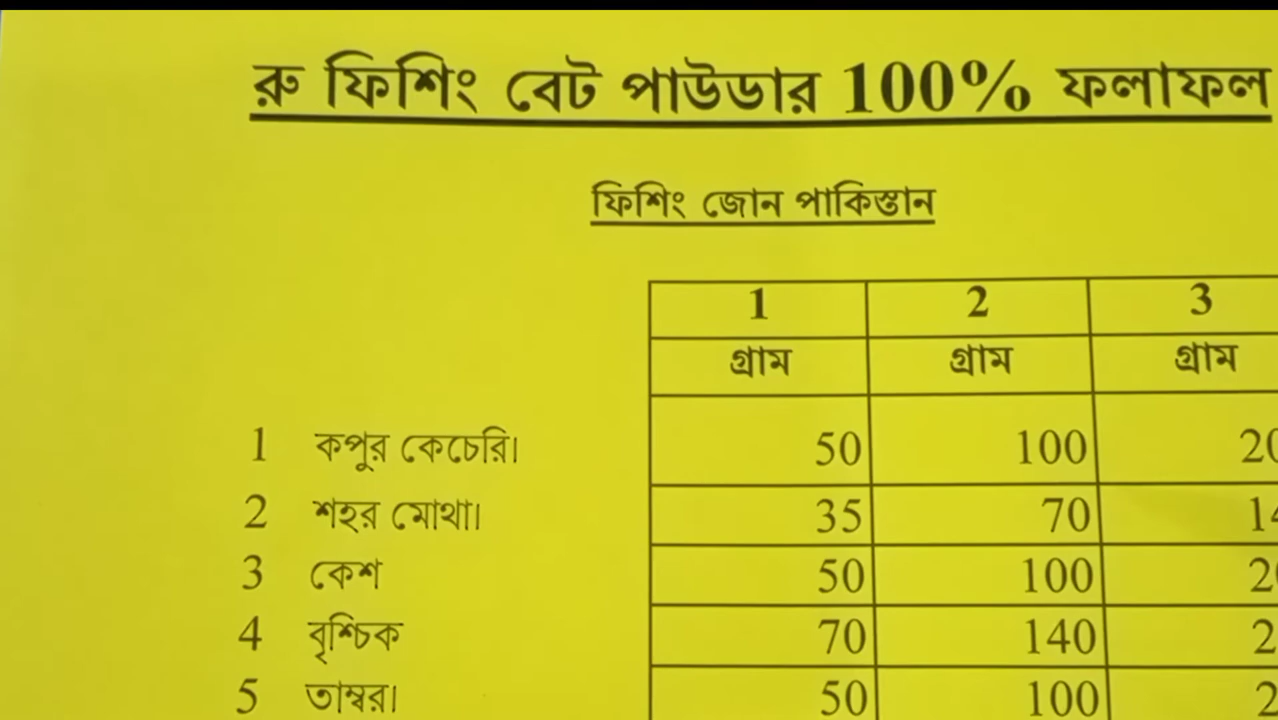 রু ফিশিং বেট পাউডার 100% ফলাফল
ফিশিং জোন পাকিস্তান
1 2 3
গ্রাম গ্রাম গ্রাম
1 কপুর কেচেরি। 50 100
2 শহর মোথা। 35 70
3 কেশ 50 100
4 বৃশ্চিক 70 140
5 তাম্বর। 50 100